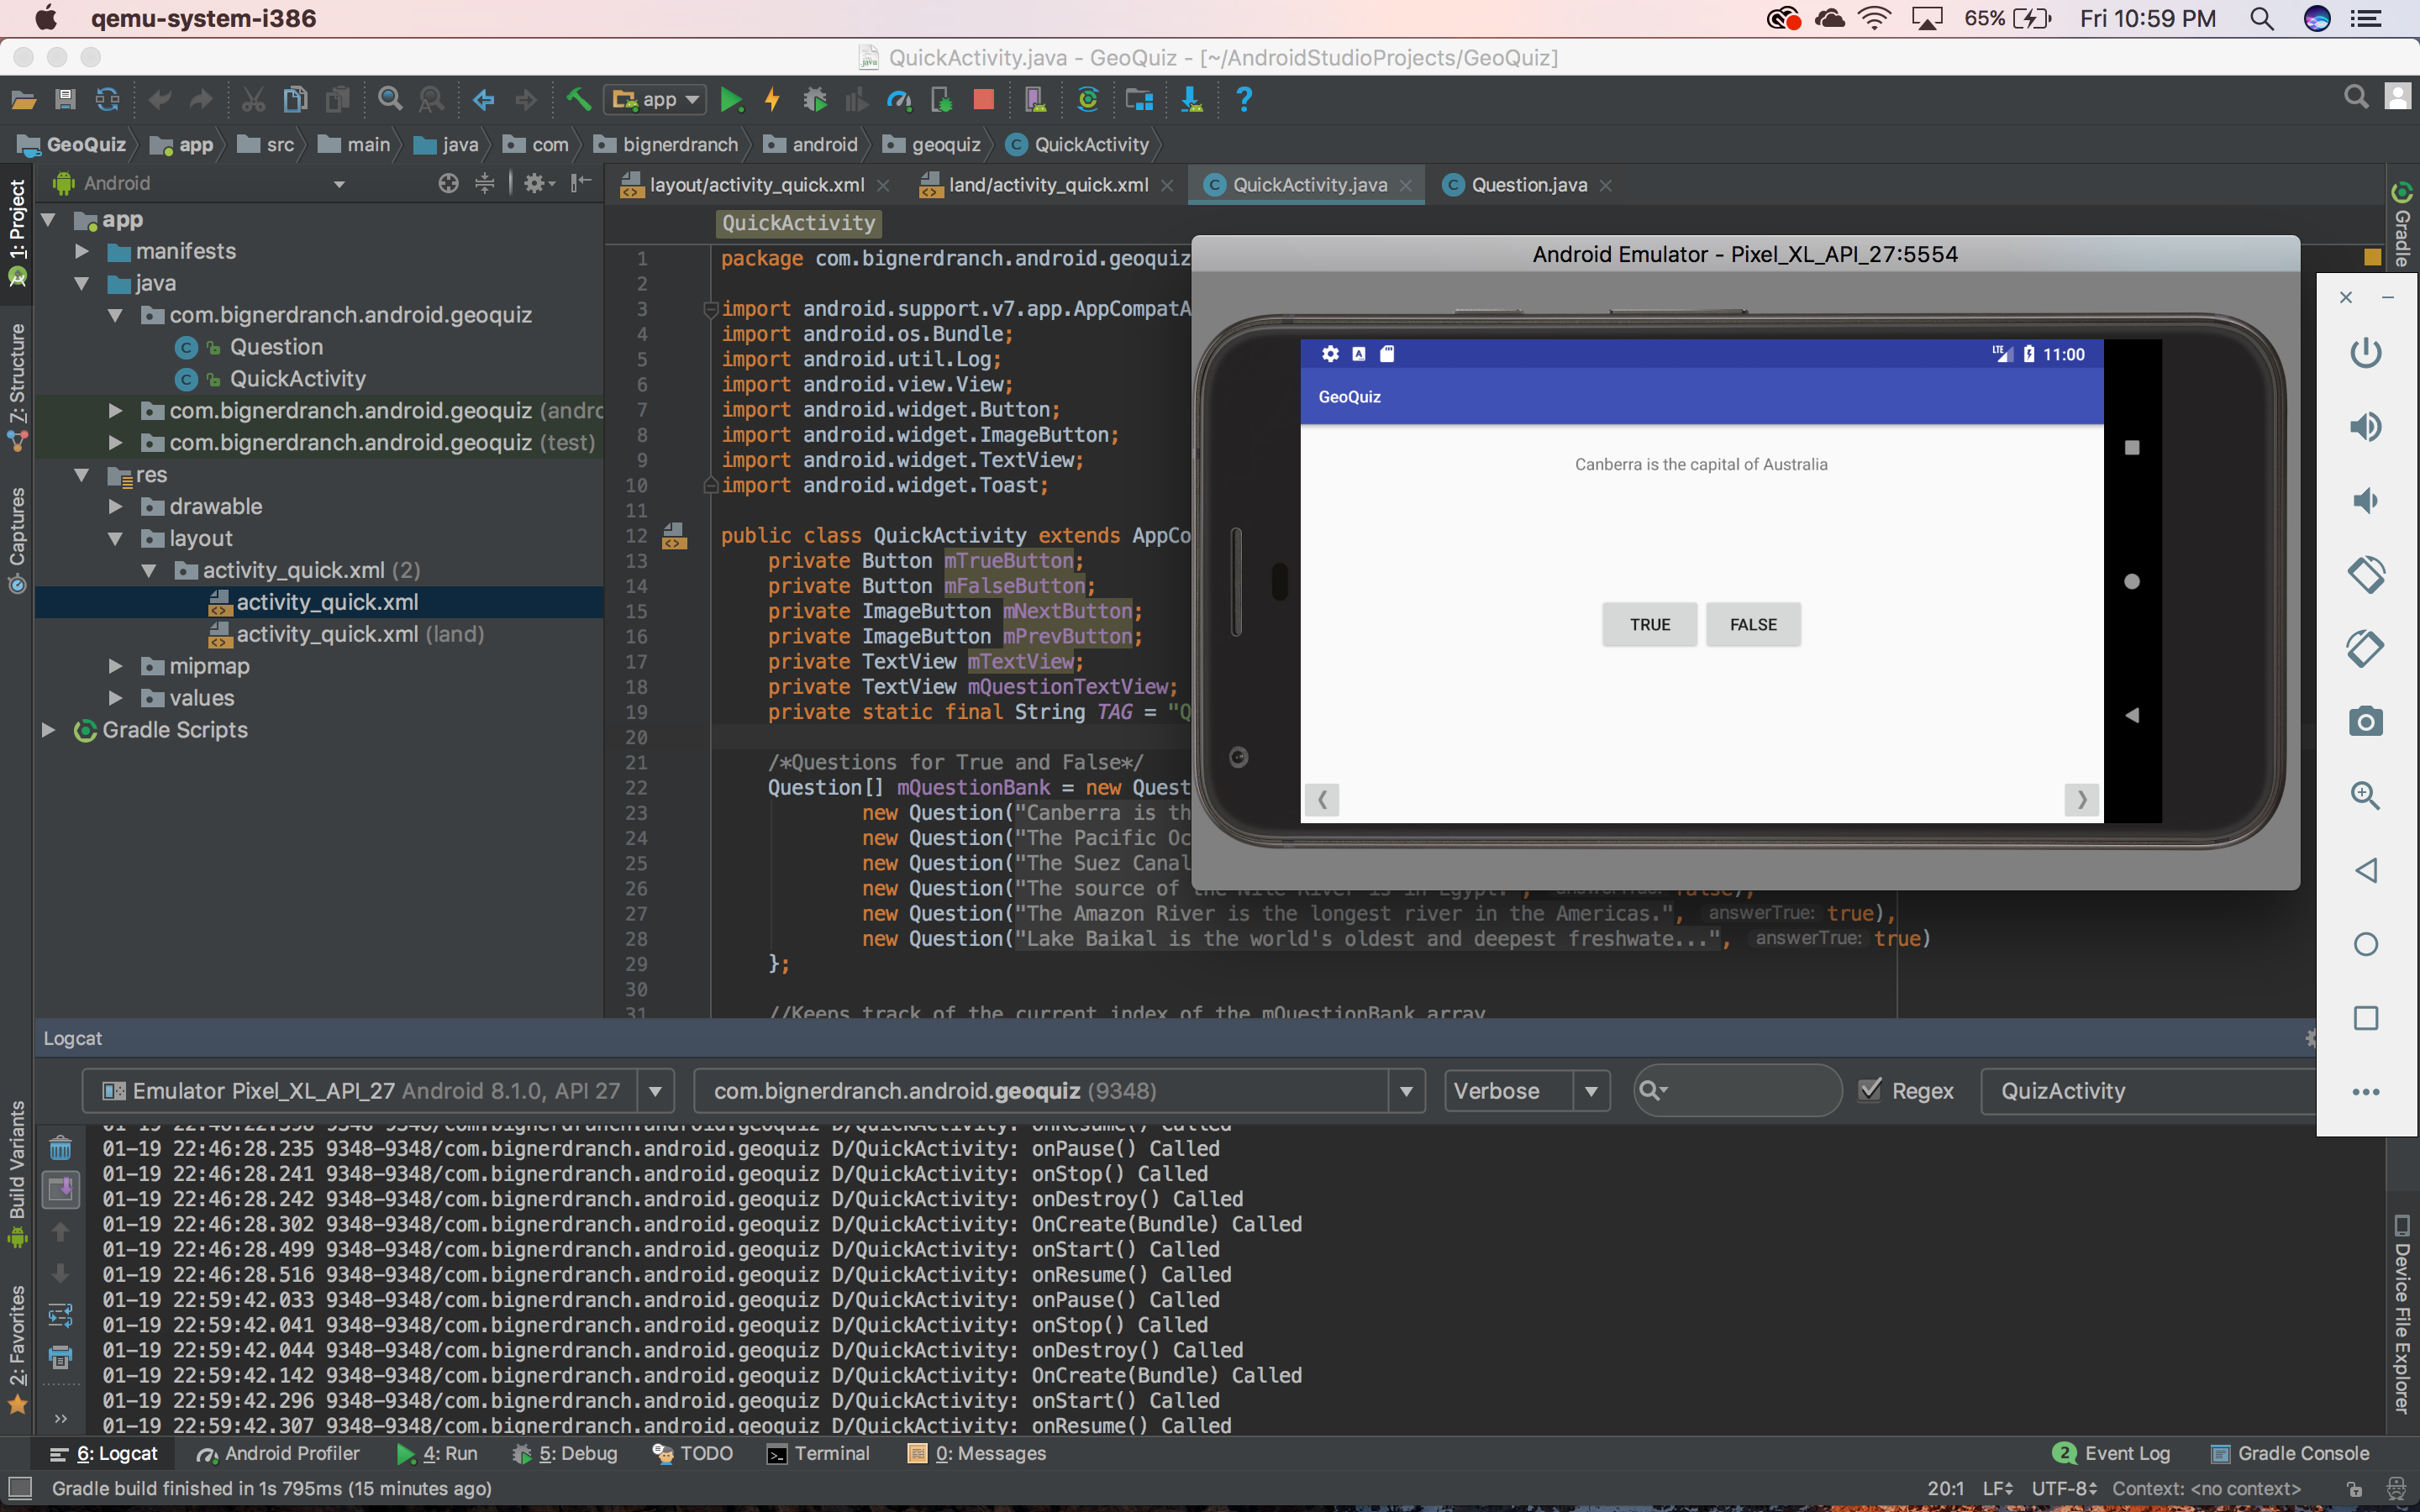 qemu-system-i386
65%
Fri 10:59 PM
QuickActivity.java - GeoQuiz - [~/AndroidStudioProjects/GeoQuiz]
app
GeoQuiz app src main java com bignerdranch android geoquiz QuickActivity
1: Project
Z: Structure
Captures
Build Variants
2: Favorites
Android
app
manifests
java
com.bignerdranch.android.geoquiz
Question
QuickActivity
com.bignerdranch.android.geoquiz (andro
com.bignerdranch.android.geoquiz (test)
res
drawable
layout
activity_quick.xml (2)
activity_quick.xml
activity_quick.xml (land)
mipmap
values
Gradle Scripts
layout/activity_quick.xml land/activity_quick.xml QuickActivity.java Question.java
QuickActivity
1 package com.bignerdranch.android.geoquiz
2
3 import android.support.v7.app.AppCompatA
4 import android.os.Bundle;
5 import android.util.Log;
6 import android.view.View;
7 import android.widget.Button;
8 import android.widget.ImageButton;
9 import android.widget.TextView;
10 import android.widget.Toast;
11
12 public class QuickActivity extends AppCo
13 private Button mTrueButton;
14 private Button mFalseButton;
15 private ImageButton mNextButton;
16 private ImageButton mPrevButton;
17 private TextView mTextView;
18 private TextView mQuestionTextView;
19 private static final String TAG = "Q
20
21 /*Questions for True and False*/
22 Question[] mQuestionBank = new Quest
23 new Question("Canberra is th
24 new Question("The Pacific Oc
25 new Question("The Suez Canal
26 new Question("The source of the Nile River is in Egypt.", answerTrue: false),
27 new Question("The Amazon River is the longest river in the Americas.", answerTrue: true),
28 new Question("Lake Baikal is the world's oldest and deepest freshwate...", answerTrue: true)
29 };
30
31 //Keeps track of the current index of the mQuestionBank array
Android Emulator - Pixel_XL_API_27:5554
LTE 11:00
GeoQuiz
Canberra is the capital of Australia
TRUE FALSE
Gradle
Device File Explorer
Logcat
Emulator Pixel_XL_API_27 Android 8.1.0, API 27
com.bignerdranch.android.geoquiz (9348)
Verbose
Regex
QuizActivity
onResume() Called
01-19 22:46:28.235 9348-9348/com.bignerdranch.android.geoquiz D/QuickActivity: onPause() Called
01-19 22:46:28.241 9348-9348/com.bignerdranch.android.geoquiz D/QuickActivity: onStop() Called
01-19 22:46:28.242 9348-9348/com.bignerdranch.android.geoquiz D/QuickActivity: onDestroy() Called
01-19 22:46:28.302 9348-9348/com.bignerdranch.android.geoquiz D/QuickActivity: OnCreate(Bundle) Called
01-19 22:46:28.499 9348-9348/com.bignerdranch.android.geoquiz D/QuickActivity: onStart() Called
01-19 22:46:28.516 9348-9348/com.bignerdranch.android.geoquiz D/QuickActivity: onResume() Called
01-19 22:59:42.033 9348-9348/com.bignerdranch.android.geoquiz D/QuickActivity: onPause() Called
01-19 22:59:42.041 9348-9348/com.bignerdranch.android.geoquiz D/QuickActivity: onStop() Called
01-19 22:59:42.044 9348-9348/com.bignerdranch.android.geoquiz D/QuickActivity: onDestroy() Called
01-19 22:59:42.142 9348-9348/com.bignerdranch.android.geoquiz D/QuickActivity: OnCreate(Bundle) Called
01-19 22:59:42.296 9348-9348/com.bignerdranch.android.geoquiz D/QuickActivity: onStart() Called
01-19 22:59:42.307 9348-9348/com.bignerdranch.android.geoquiz D/QuickActivity: onResume() Called
6: Logcat Android Profiler 4: Run 5: Debug TODO Terminal 0: Messages 2 Event Log Gradle Console
Gradle build finished in 1s 795ms (15 minutes ago)
20:1 LF UTF-8 Context: <no context>